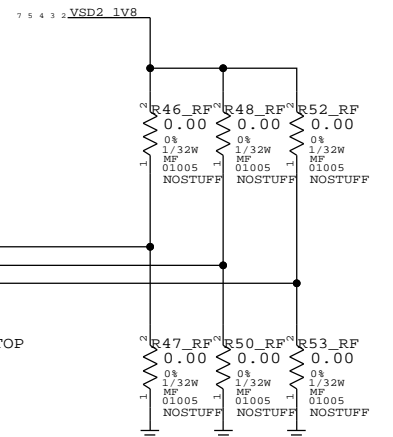 7 5 4 3 2 VSD2_1V8
2 R46_RF 2 R48_RF 2 R52_RF
0.00 0.00 0.00
0% 0% 0%
1/32W 1/32W 1/32W
MF MF MF
1 01005 1 01005 1 01005
NOSTUFF NOSTUFF NOSTUFF
TOP
2 R47_RF 2 R50_RF 2 R53_RF
0.00 0.00 0.00
0% 0% 0%
1/32W 1/32W 1/32W
MF MF MF
1 01005 1 01005 1 01005
NOSTUFF NOSTUFF NOSTUFF